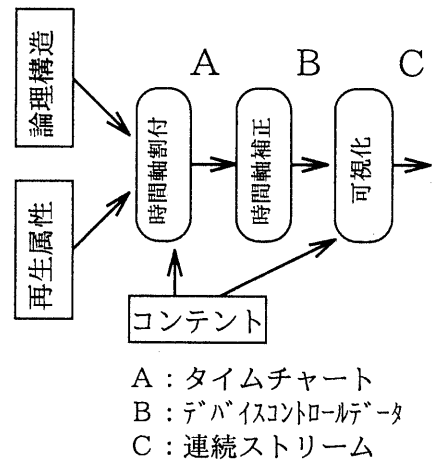 A B C
論理構造
再生属性
時間軸割付
時間軸補正
可視化
コンテント
A：タイムチャート
B：ﾃﾞﾊﾞｲｽｺﾝﾄﾛｰﾙﾃﾞｰﾀ
C：連続ストリーム